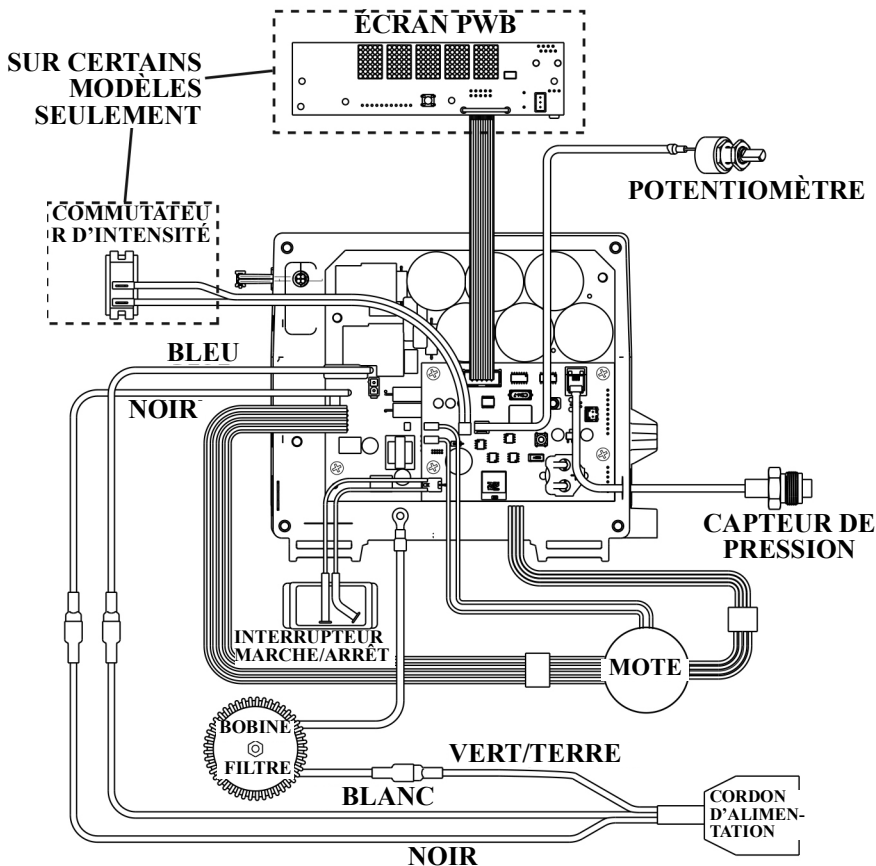 ÉCRAN PWB
SUR CERTAINS
MODÈLES
SEULEMENT
POTENTIOMÈTRE
COMMUTATEU
R D'INTENSITÉ
BLEU
NOIR
CAPTEUR DE
PRESSION
INTERRUPTEUR
MARCHE/ARRÊT
MOTE
BOBINE
FILTRE
VERT/TERRE
BLANC
CORDON
D'ALIMEN-
TATION
NOIR